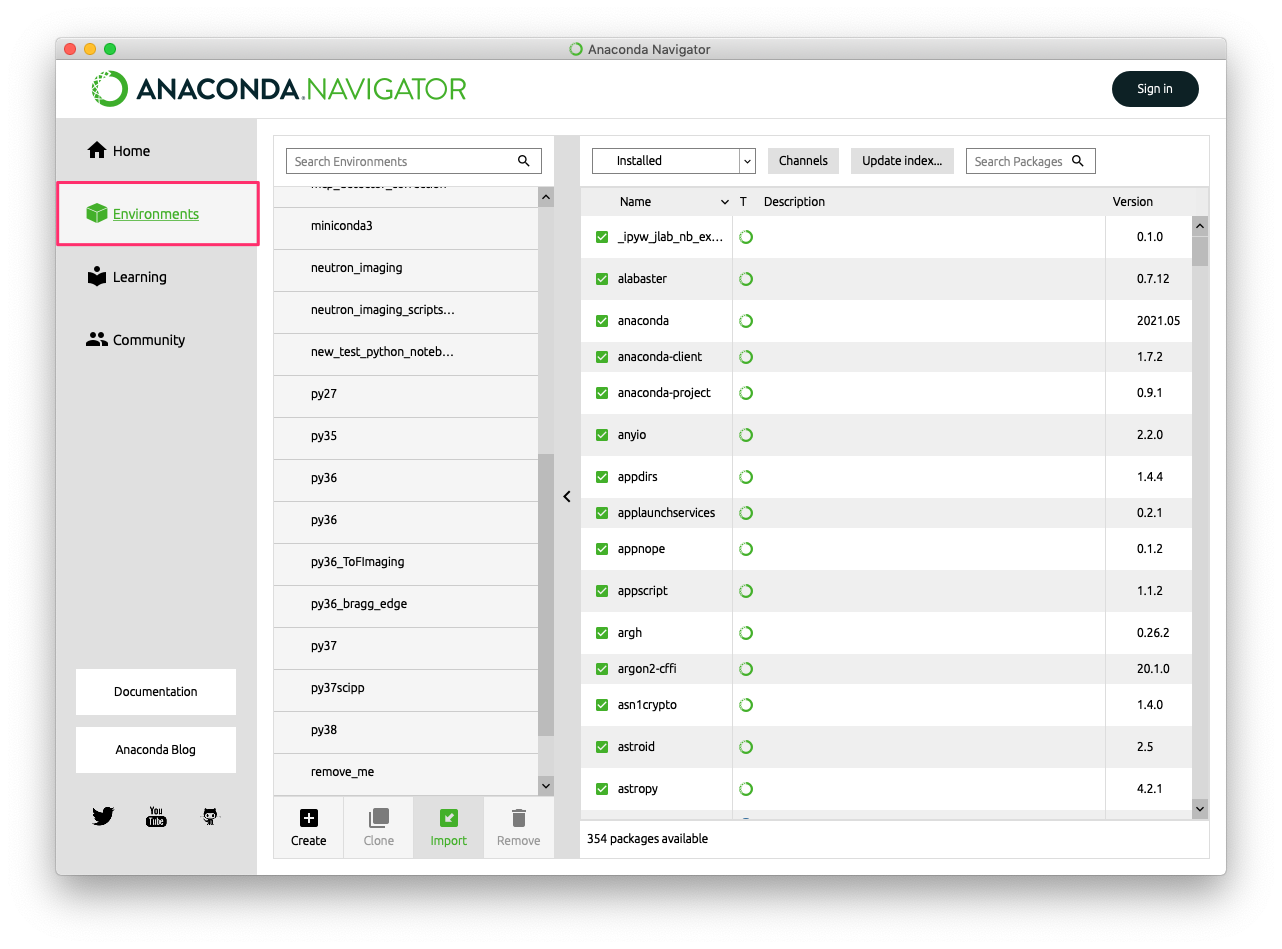 Anaconda Navigator
ANACONDA.NAVIGATOR
Sign in
Home
Environments
Learning
Community
Documentation
Anaconda Blog
You
Tube
Search Environments
miniconda3
neutron_imaging
neutron_imaging_scripts...
new_test_python_noteb...
py27
py35
py36
py36
py36_ToFImaging
py36_bragg_edge
py37
py37scipp
py38
remove_me
Create Clone Import Remove
Installed Channels Update index... Search Packages
Name T Description Version
_ipyw_jlab_nb_ex... 0.1.0
alabaster 0.7.12
anaconda 2021.05
anaconda-client 1.7.2
anaconda-project 0.9.1
anyio 2.2.0
appdirs 1.4.4
applaunchservices 0.2.1
appnope 0.1.2
appscript 1.1.2
argh 0.26.2
argon2-cffi 20.1.0
asn1crypto 1.4.0
astroid 2.5
astropy 4.2.1
354 packages available